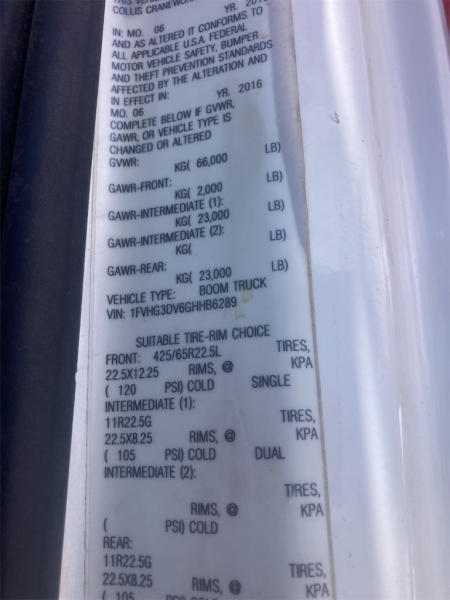 COLLIS CRANEWORK
YR. 201
IN: MO. 06
AND AS ALTERED IT CONFORMS TO
ALL APPLICABLE U.S.A. FEDERAL
MOTOR VEHICLE SAFETY, BUMPER
AND THEFT PREVENTION STANDARDS
AFFECTED BY THE ALTERATION AND
IN EFFECT IN: YR. 2016
MO. 06
COMPLETE BELOW IF GVWR,
GAWR, OR VEHICLE TYPE IS
CHANGED OR ALTERED
GVWR: LB)
KG( 66,000
GAWR-FRONT: LB)
KG( 2,000
GAWR-INTERMEDIATE (1): LB)
KG( 23,000
GAWR-INTERMEDIATE (2): LB)
KG(
GAWR-REAR: LB)
KG( 23,000
VEHICLE TYPE: BOOM TRUCK
VIN: 1FVHG3DV6GHHB6289
SUITABLE TIRE-RIM CHOICE
FRONT: 425/65R22.5L TIRES,
22.5X12.25 RIMS, @ KPA
( 120 PSI) COLD SINGLE
INTERMEDIATE (1):
11R22.5G TIRES,
22.5X8.25 RIMS, @ KPA
( 105 PSI) COLD DUAL
INTERMEDIATE (2):
TIRES,
RIMS, @ KPA
( PSI) COLD
REAR:
11R22.5G TIRES,
22.5X8.25 RIMS, @ KPA
( 105 PSI) COLD